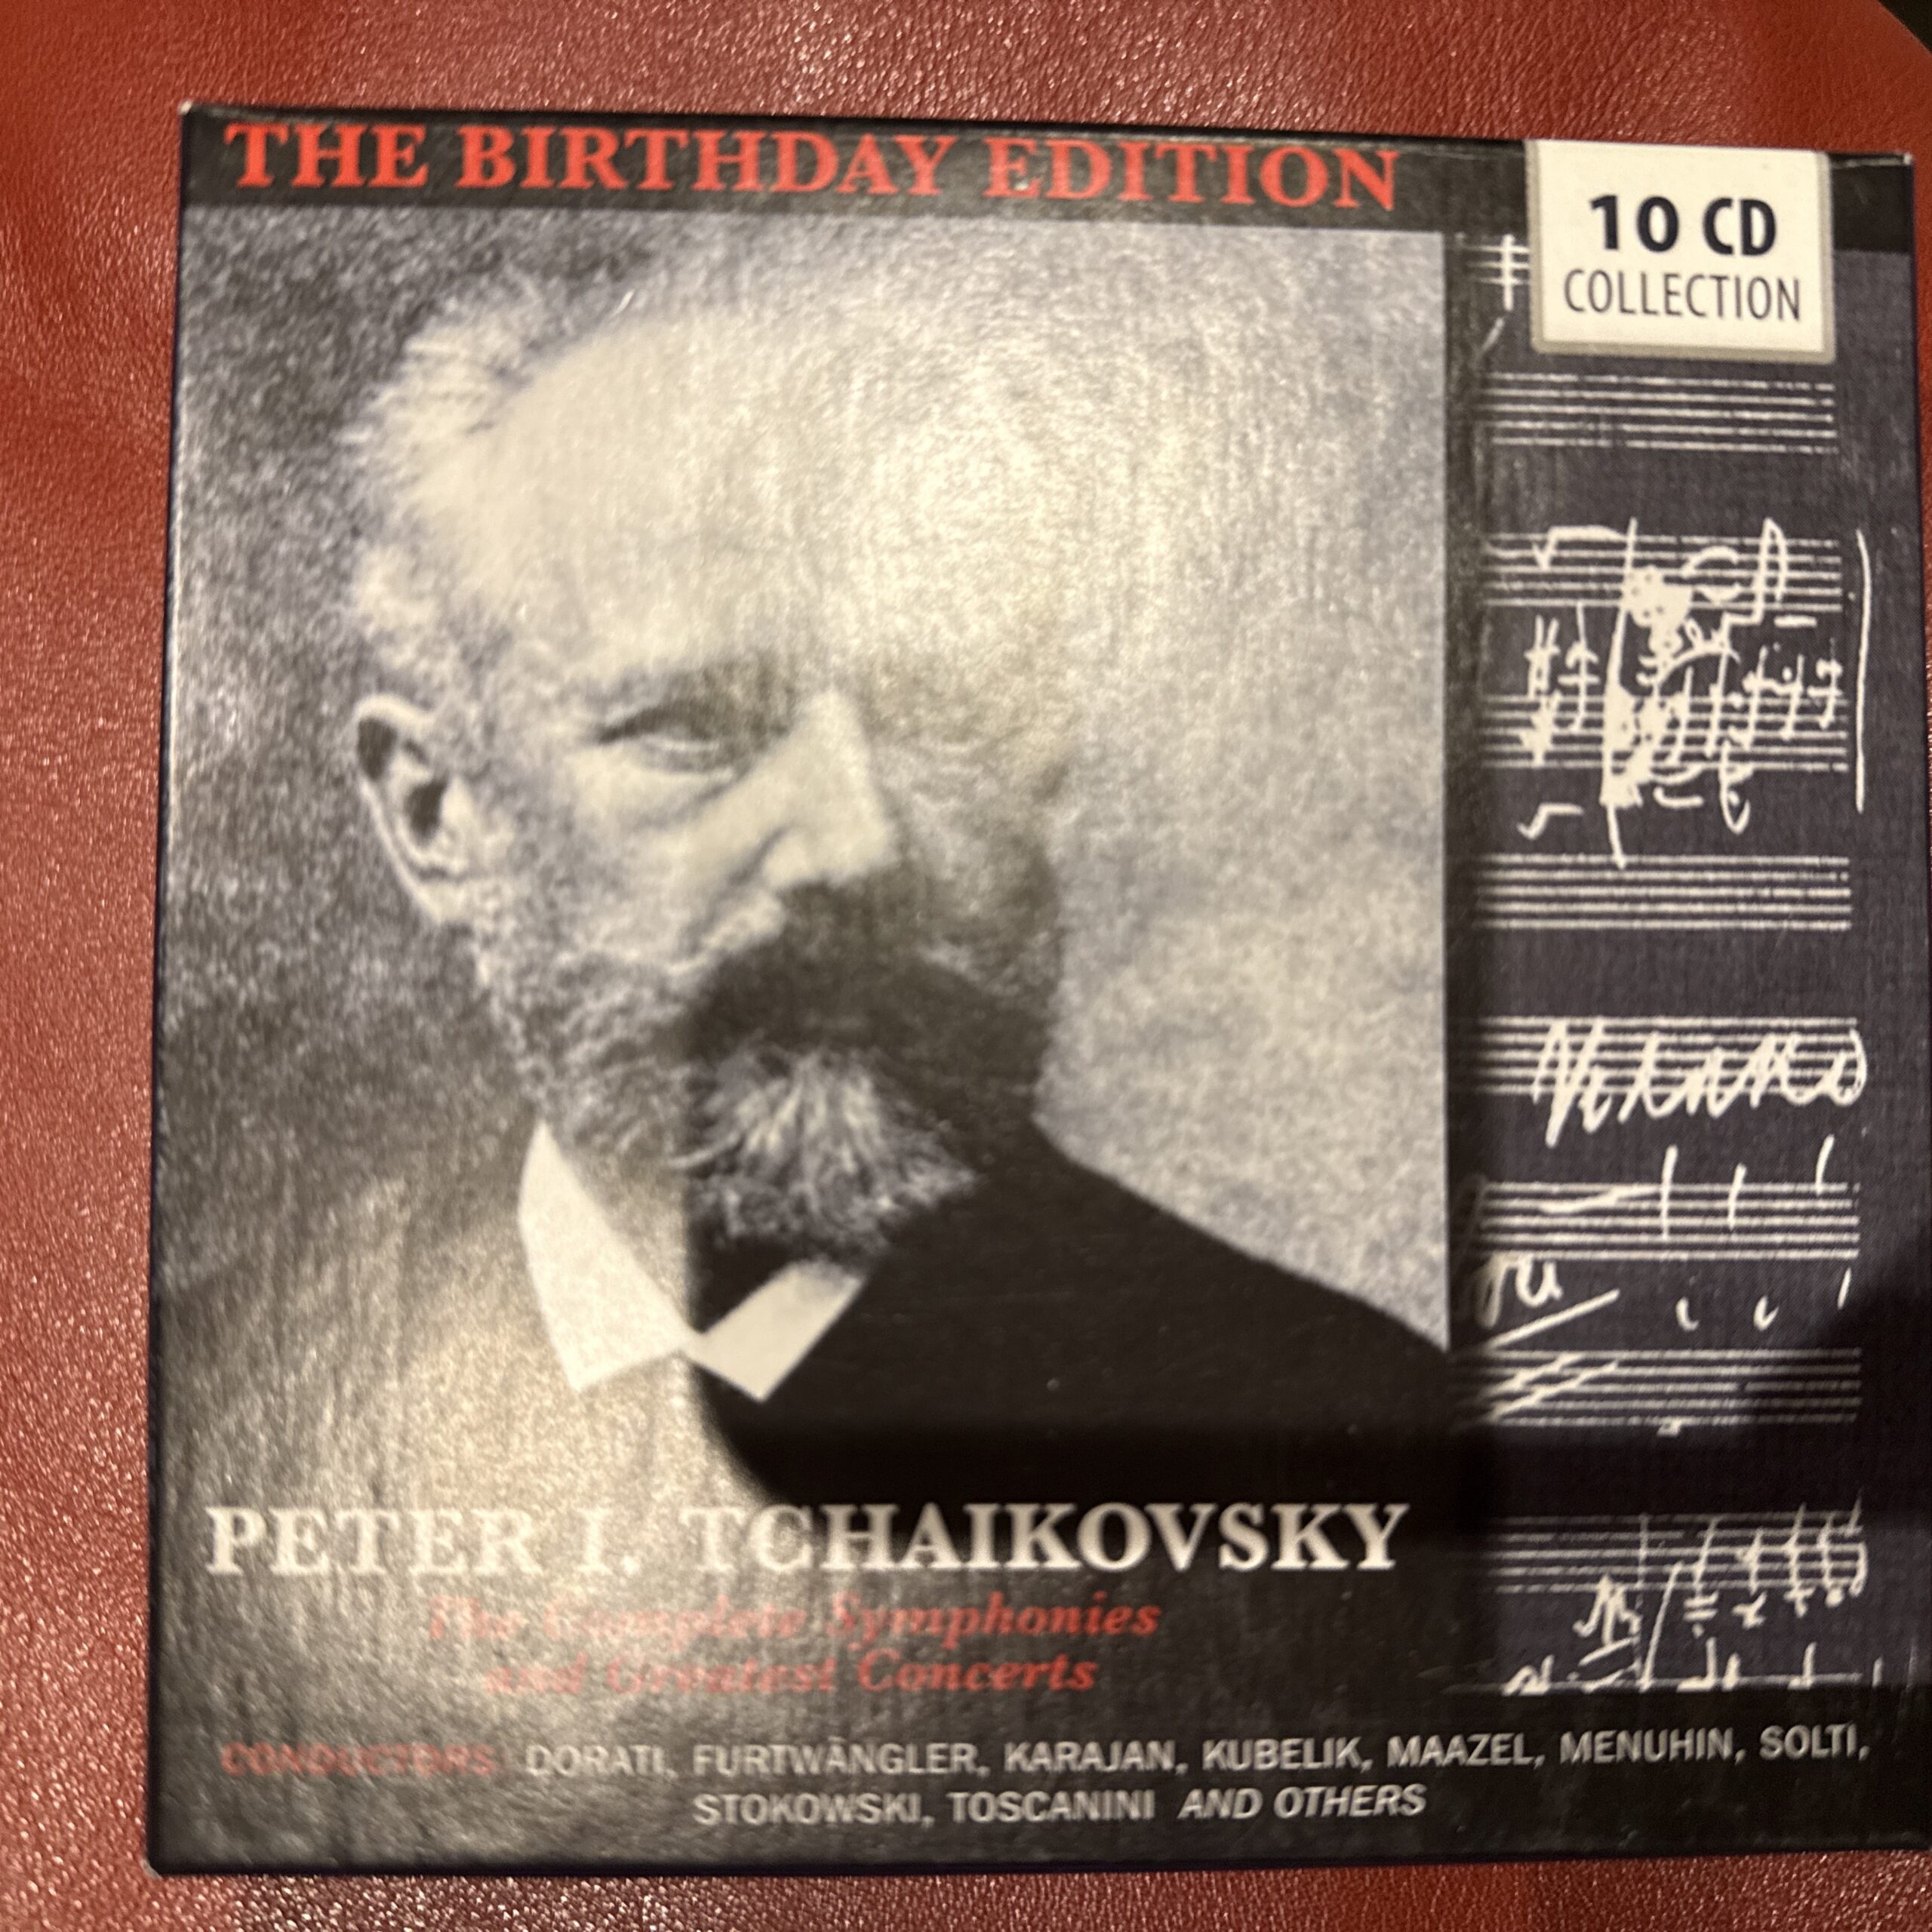 THE BIRTHDAY EDITION
10 CD
COLLECTION
PETER I. TCHAIKOVSKY
The Complete Symphonies
and Greatest Concerts
CONDUCTORS DORATI, FURTWÄNGLER, KARAJAN, KUBELIK, MAAZEL, MENUHIN, SOLTI,
STOKOWSKI, TOSCANINI AND OTHERS